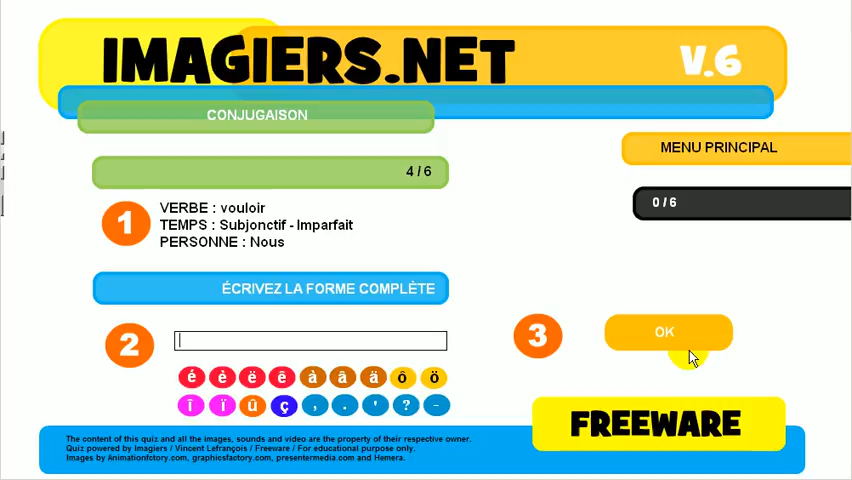 IMAGIERS.NET
V.6
CONJUGAISON
MENU PRINCIPAL
4 / 6
0 / 6
1
VERBE : vouloir
TEMPS : Subjonctif - Imparfait
PERSONNE : Nous
ÉCRIVEZ LA FORME COMPLÈTE
2
3
OK
é è ë ê à â ä ô ö
î ï û ç , . ' ? -
FREEWARE
The content of this quiz and all the images, sounds and video are the property of their respective owner.
Quiz powered by Imagiers / Vincent Lefrançois / Freeware / For educational purpose only.
Images by Animationfctory.com, graphicsfactory.com, presentermedia.com and Hemera.